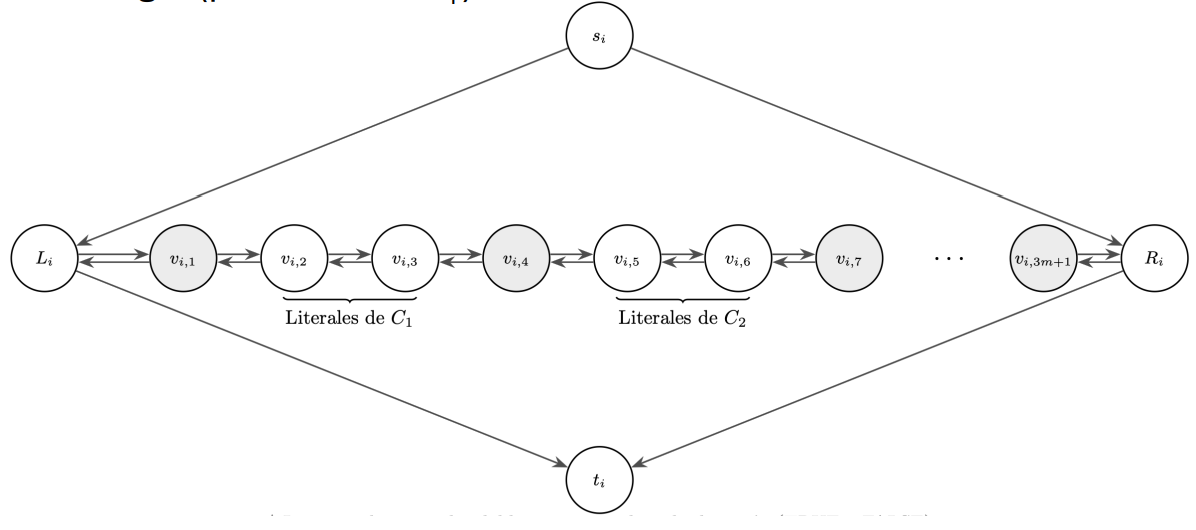 s_i
L_i v_{i,1} v_{i,2} v_{i,3} v_{i,4} v_{i,5} v_{i,6} v_{i,7} ··· v_{i,3m+1} R_i
Literales de C_1 Literales de C_2
t_i